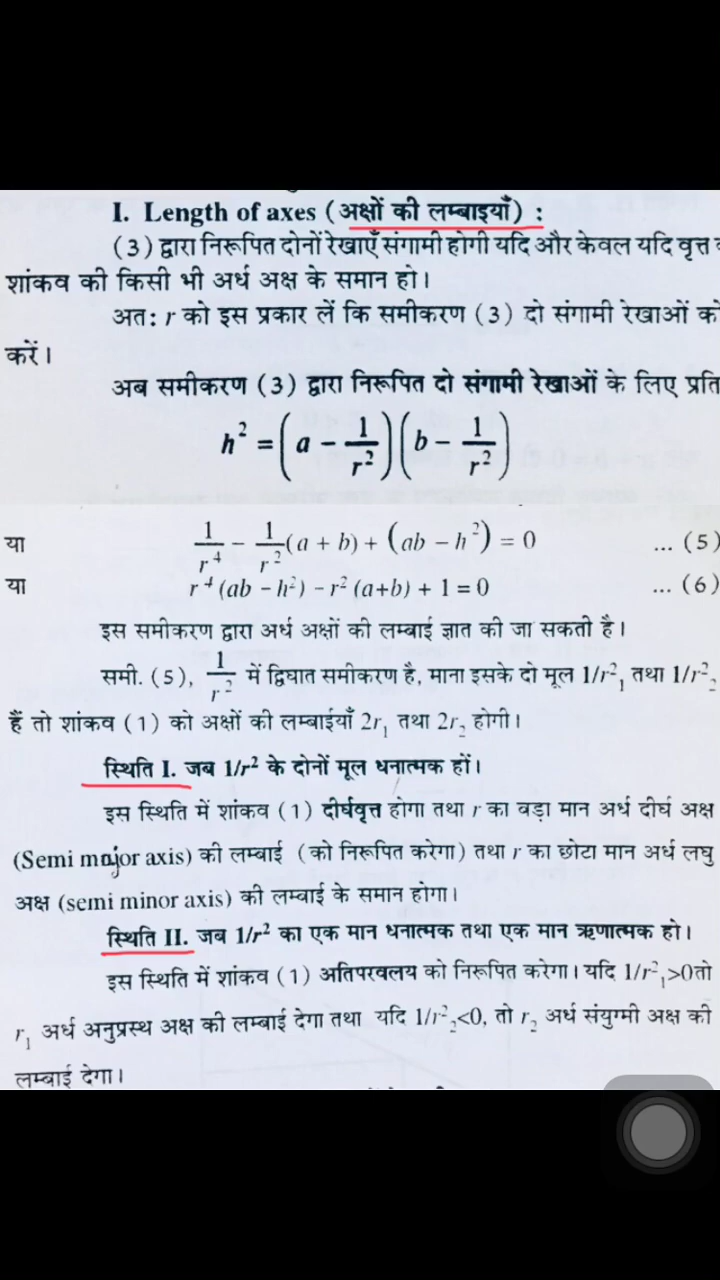 I. Length of axes (अक्षों की लम्बाइयाँ) :
(3) द्वारा निरूपित दोनों रेखाएँ संगामी होगी यदि और केवल यदि वृत्त
शांकव की किसी भी अर्ध अक्ष के समान हो।
अतः r को इस प्रकार लें कि समीकरण (3) दो संगामी रेखाओं को
करें।
अब समीकरण (3) द्वारा निरूपित दो संगामी रेखाओं के लिए प्रति
h² = (a − 1/r²)(b − 1/r²)
या 1/r⁴ − 1/r²(a + b) + (ab − h²) = 0 ... (5)
या r⁴(ab − h²) − r²(a+b) + 1 = 0 ... (6)
इस समीकरण द्वारा अर्ध अक्षों की लम्बाई ज्ञात की जा सकती है।
समी. (5), 1/r² में द्विघात समीकरण है, माना इसके दो मूल 1/r²₁ तथा 1/r²₂
हैं तो शांकव (1) को अक्षों की लम्बाईयाँ 2r₁ तथा 2r₂ होगी।
स्थिति I. जब 1/r² के दोनों मूल धनात्मक हों।
इस स्थिति में शांकव (1) दीर्घवृत्त होगा तथा r का वड़ा मान अर्ध दीर्घ अक्ष
(Semi major axis) की लम्बाई (को निरूपित करेगा) तथा r का छोटा मान अर्ध लघु
अक्ष (semi minor axis) की लम्बाई के समान होगा।
स्थिति II. जब 1/r² का एक मान धनात्मक तथा एक मान ऋणात्मक हो।
इस स्थिति में शांकव (1) अतिपरवलय को निरूपित करेगा। यदि 1/r²₁>0तो
r₁ अर्ध अनुप्रस्थ अक्ष की लम्बाई देगा तथा यदि 1/r²₂<0, तो r₂ अर्ध संयुग्मी अक्ष की
लम्बाई देगा।